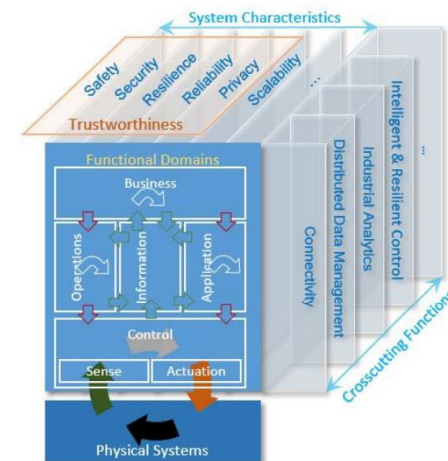 System Characteristics
Safety
Security
Resilience
Reliability
Privacy
Scalability
...
Trustworthiness
Functional Domains
Business
Operations
Information
Application
Control
Sense
Actuation
Physical Systems
Connectivity
Distributed Data Management
Industrial Analytics
Intelligent & Resilient Control
...
Crosscutting Functions